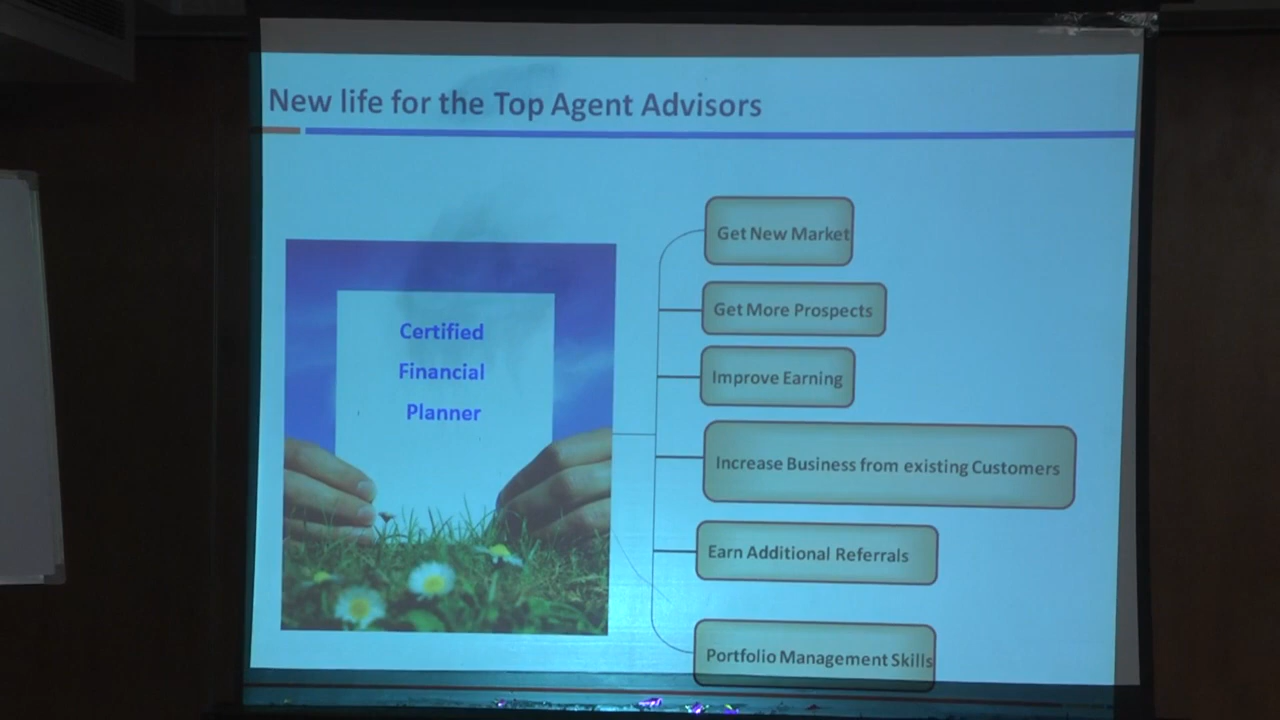 New life for the Top Agent Advisors
Certified
Financial
Planner
Get New Market
Get More Prospects
Improve Earning
Increase Business from existing Customers
Earn Additional Referrals
Portfolio Management Skills